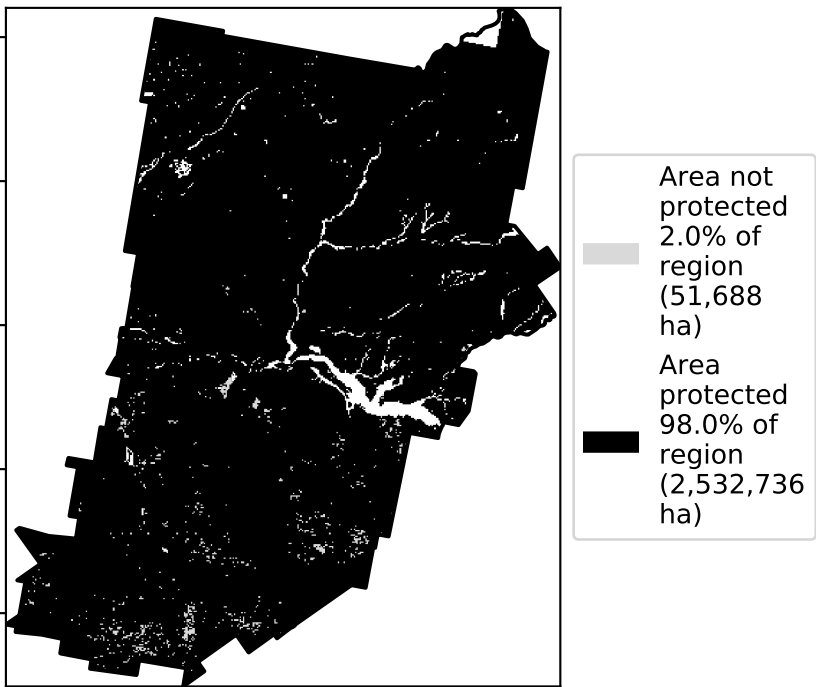 Area not
protected
2.0% of
region
(51,688
ha)
Area
protected
98.0% of
region
(2,532,736
ha)